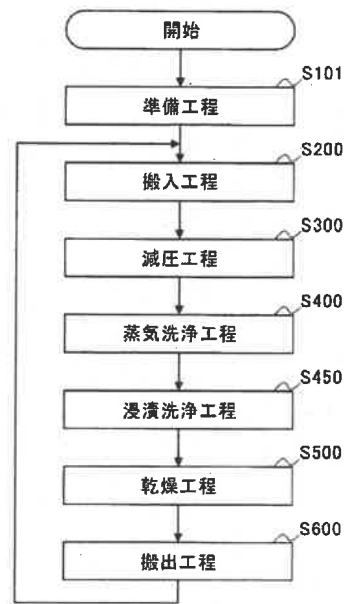 開始
S101
準備工程
S200
搬入工程
S300
減圧工程
S400
蒸気洗浄工程
S450
浸漬洗浄工程
S500
乾燥工程
S600
搬出工程